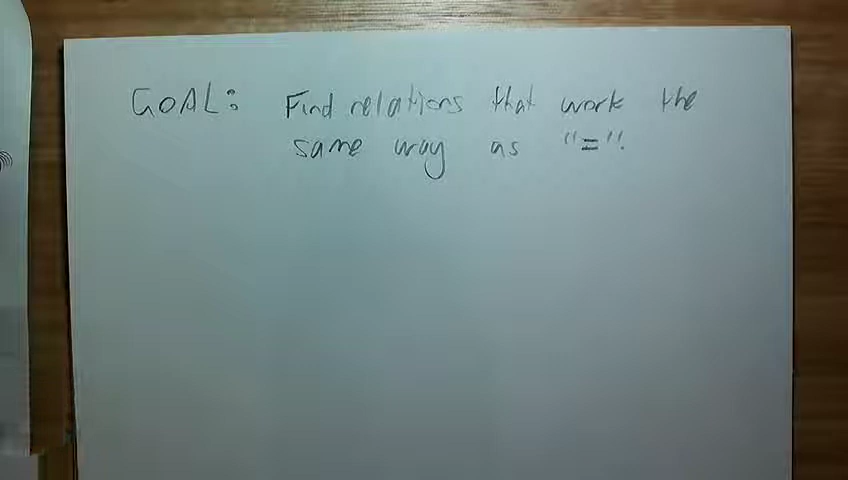 GOAL: Find relations that work the
same way as "=".